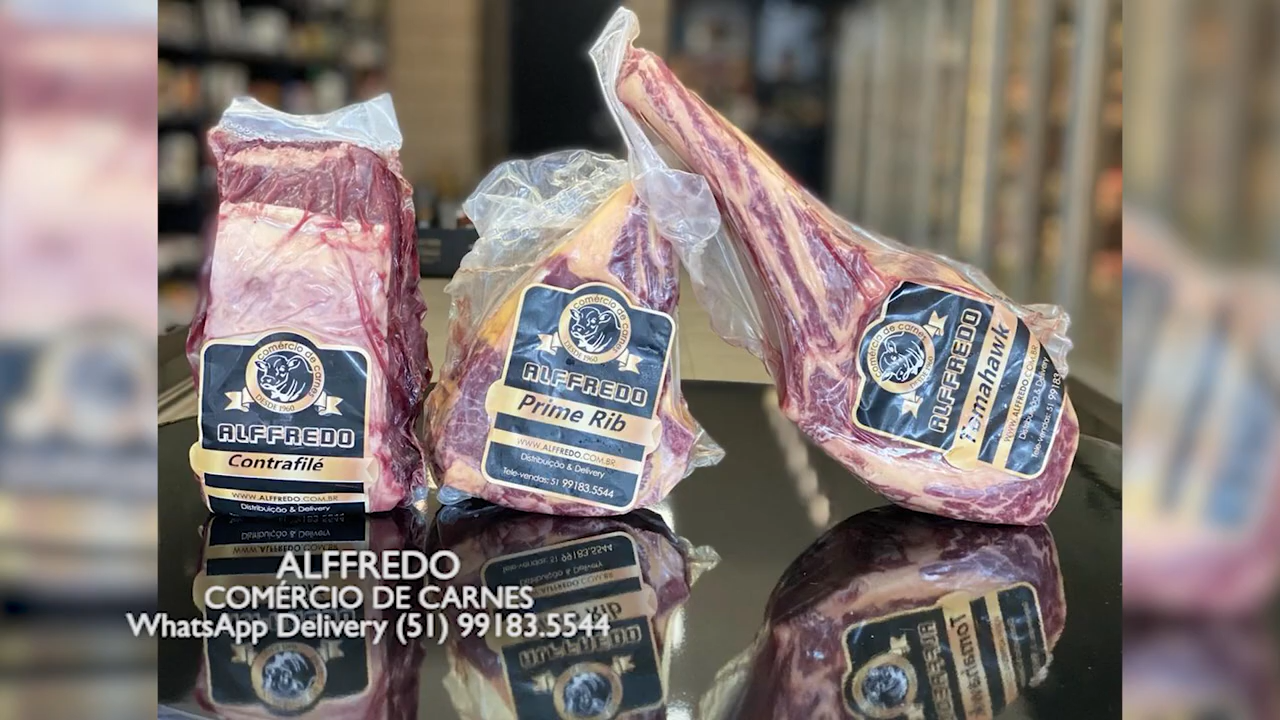 comércio de carnes
DESDE 1960
ALFFREDO
Contrafilé
WWW.ALFFREDO.COM.BR
Distribuição & Delivery
comércio de carnes
DESDE 1960
ALFFREDO
Prime Rib
WWW.ALFFREDO.COM.BR
Distribuição & Delivery
Tele-vendas: 51 99183.5544
comércio de carnes
ALFFREDO
Tomahawk
WWW.ALFFREDO.COM.BR
Distribuição & Delivery
Tele-vendas: 51 99183
ALFFREDO
COMÉRCIO DE CARNES
WhatsApp Delivery (51) 99183.5544